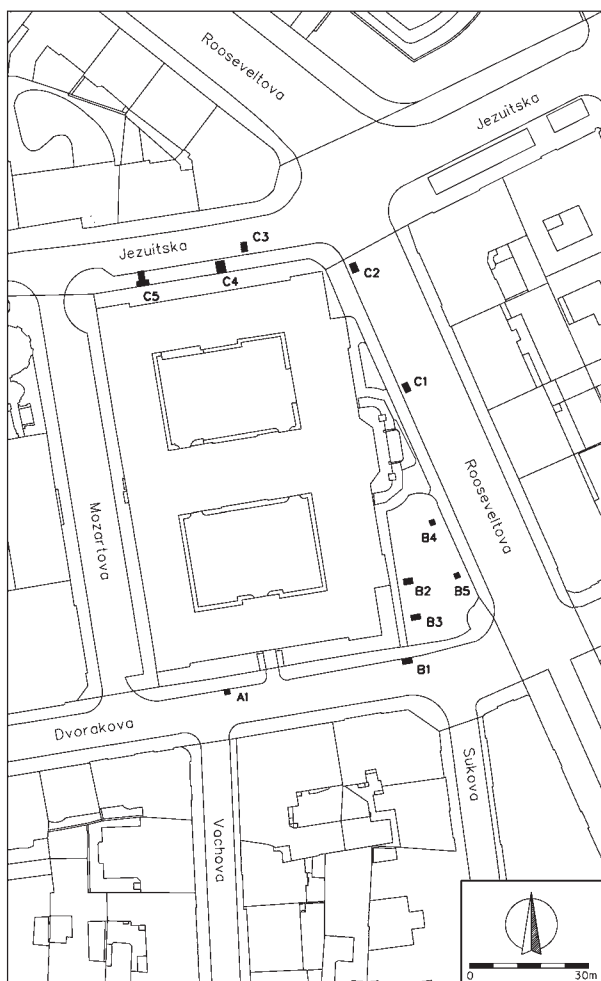 Rooseveltova
Jezuitska
Jezuitska
C3
C2
C4
C5
C1
Mozartova
Rooseveltova
B4
B2
B5
B3
B1
A1
Dvorakova
Sukova
Vachova
0 30m